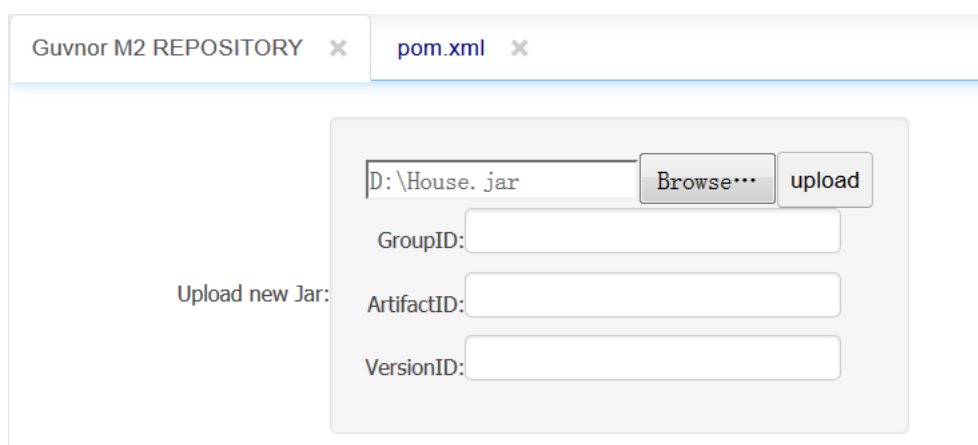 Guvnor M2 REPOSITORY × pom.xml ×
D:\House.jar Browse… upload
GroupID:
Upload new Jar:
ArtifactID:
VersionID: